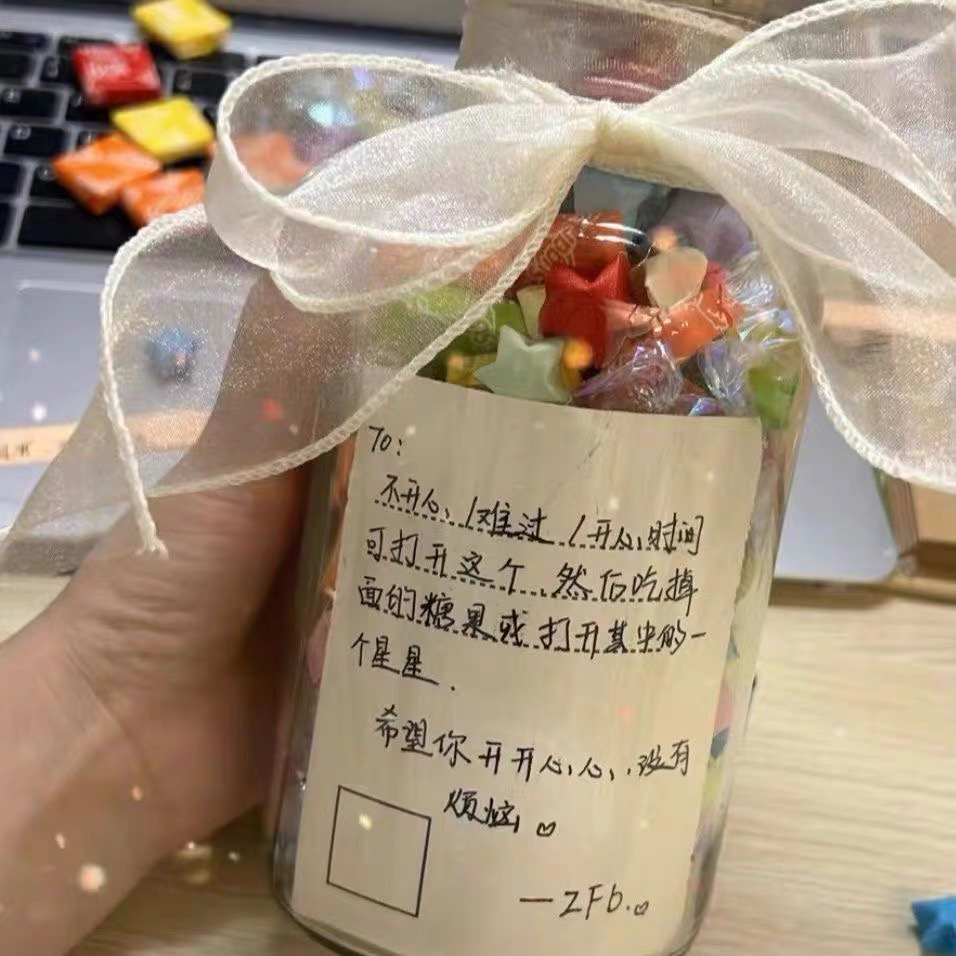 To:
不开心、/难过/开心时间
可打开这个.然后吃掉
面的糖果或打开其中的一
个星星.
希望你开开心心,没有
烦恼
—ZFb.